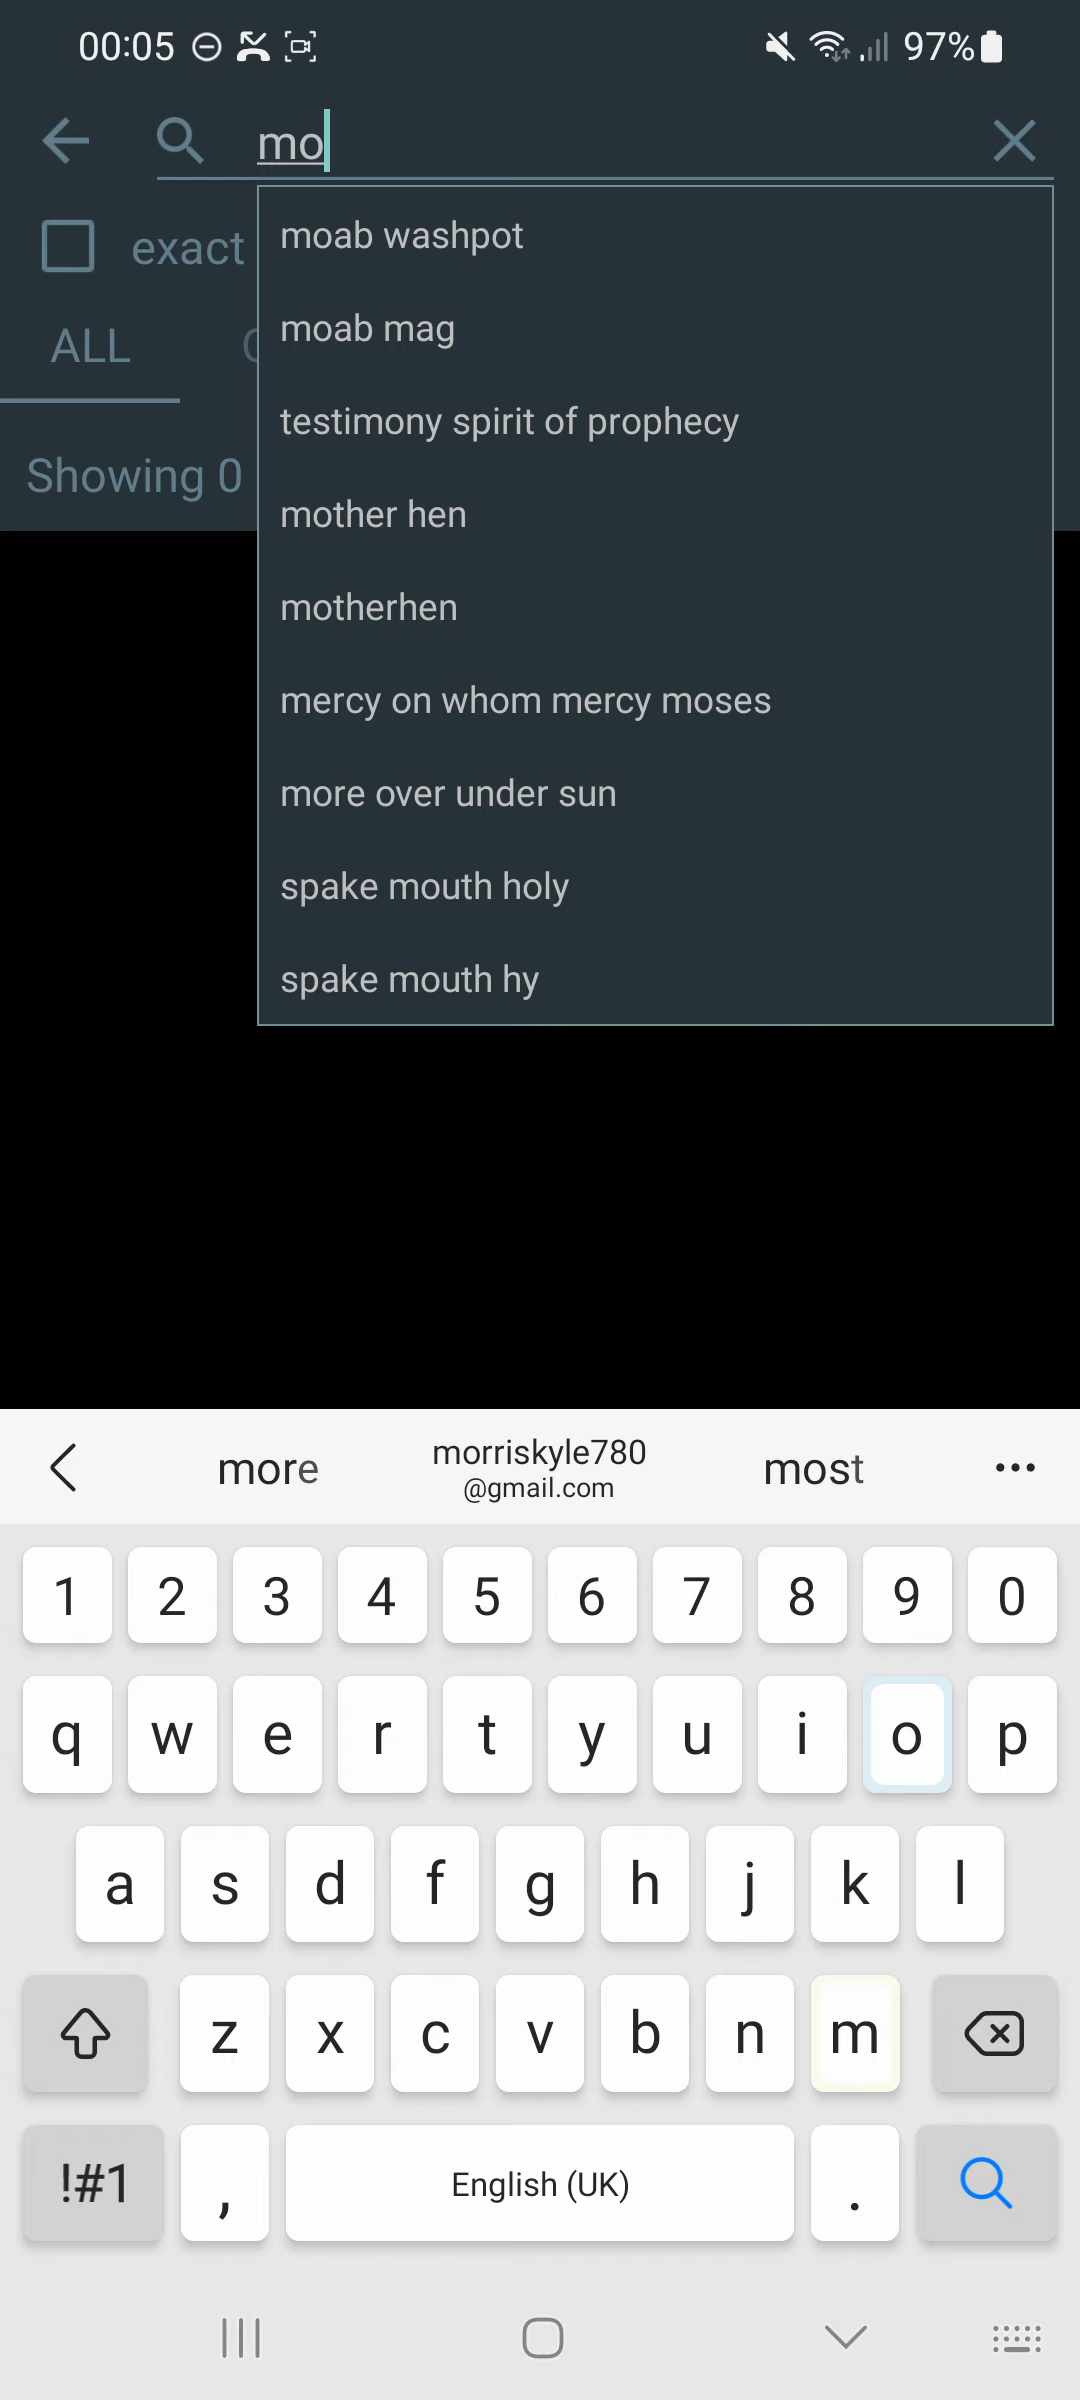 00:05
97%
mo
exact
ALL
Showing 0
moab washpot
moab mag
testimony spirit of prophecy
mother hen
motherhen
mercy on whom mercy moses
more over under sun
spake mouth holy
spake mouth hy
more
morriskyle780
@gmail.com
most
1 2 3 4 5 6 7 8 9 0
q w e r t y u i o p
a s d f g h j k l
z x c v b n m
!#1 , English (UK) .